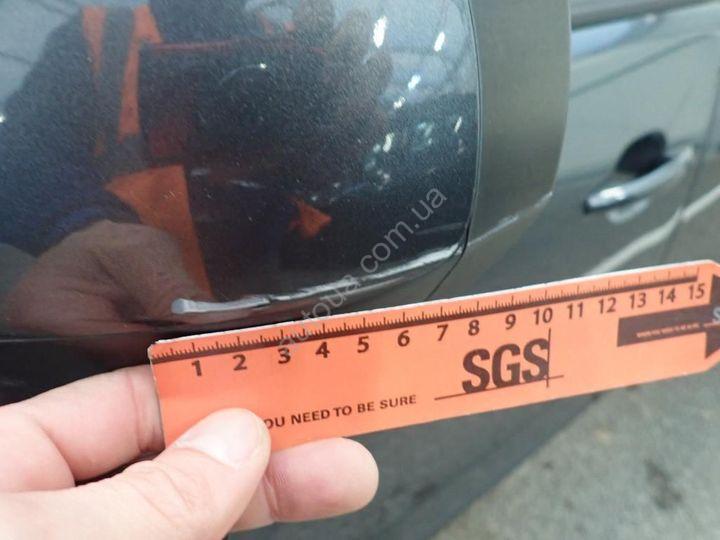 autoua.com.ua
1 2 3 4 5 6 7 8 9 10 11 12 13 14 15
SGS
OU NEED TO BE SURE